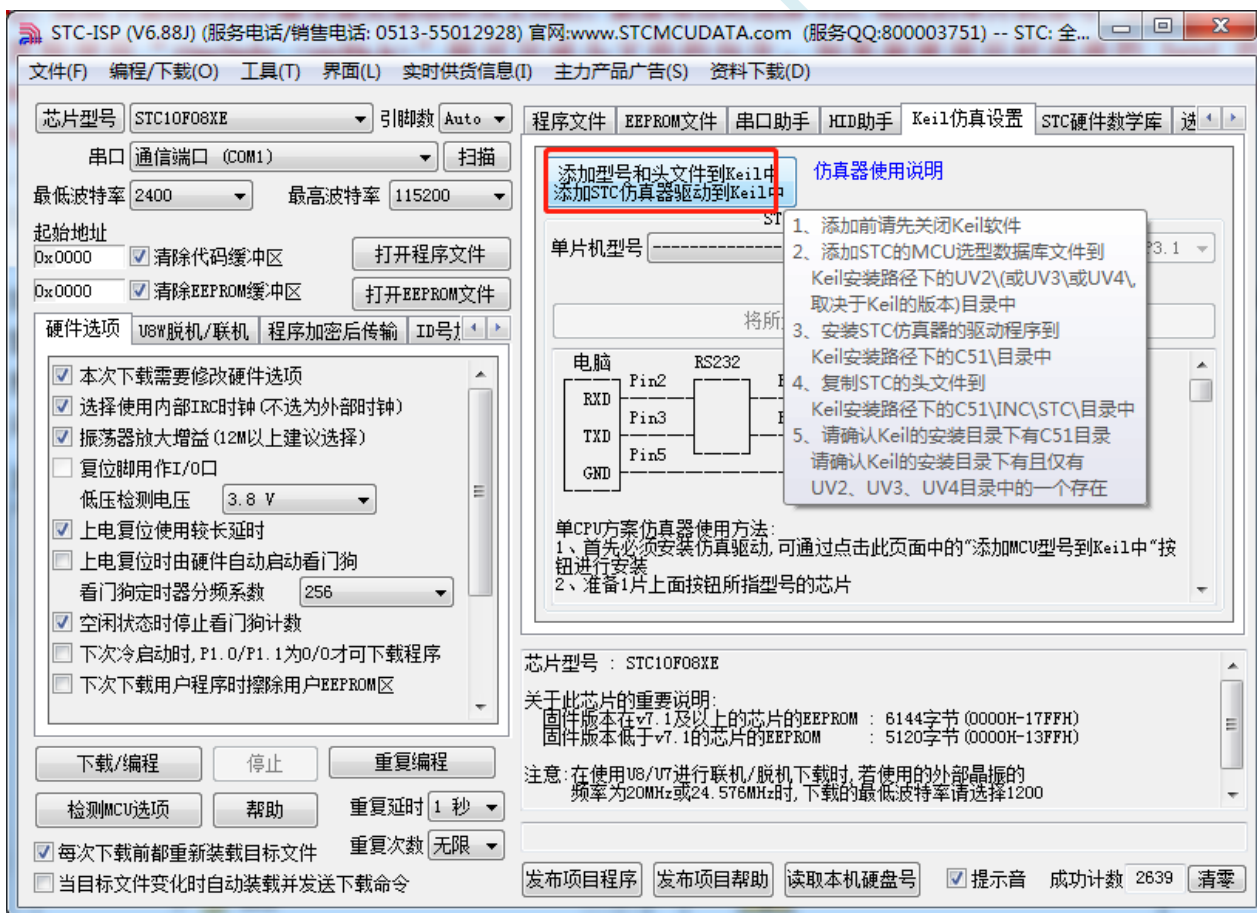 STC-ISP (V6.88J) (服务电话/销售电话: 0513-55012928) 官网:www.STCMCUDATA.com (服务QQ:800003751) -- STC: 全...
文件(F) 编程/下载(O) 工具(T) 界面(L) 实时供货信息(I) 主力产品广告(S) 资料下载(D)
芯片型号 STC10F08XE 引脚数 Auto
串口 通信端口 (COM1) 扫描
最低波特率 2400 最高波特率 115200
起始地址
0x0000 清除代码缓冲区 打开程序文件
0x0000 清除EEPROM缓冲区 打开EEPROM文件
硬件选项 U8W脱机/联机 程序加密后传输 ID号
本次下载需要修改硬件选项
选择使用内部IRC时钟(不选为外部时钟)
振荡器放大增益(12M以上建议选择)
复位脚用作I/O口
低压检测电压 3.8 V
上电复位使用较长延时
上电复位时由硬件自动启动看门狗
看门狗定时器分频系数 256
空闲状态时停止看门狗计数
下次冷启动时,P1.0/P1.1为0/0才可下载程序
下次下载用户程序时擦除用户EEPROM区
下载/编程 停止 重复编程
检测MCU选项 帮助 重复延时 1 秒
每次下载前都重新装载目标文件 重复次数 无限
当目标文件变化时自动装载并发送下载命令
程序文件 EEPROM文件 串口助手 HID助手 Keil仿真设置 STC硬件数学库
添加型号和头文件到Keil中
添加STC仿真器驱动到Keil中
仿真器使用说明
ST
单片机型号 ---------- P3.1
将所
1、添加前请先关闭Keil软件
2、添加STC的MCU选型数据库文件到
Keil安装路径下的UV2\(或UV3\或UV4\,
取决于Keil的版本)目录中
3、安装STC仿真器的驱动程序到
Keil安装路径下的C51\目录中
4、复制STC的头文件到
Keil安装路径下的C51\INC\STC\目录中
5、请确认Keil的安装目录下有C51目录
请确认Keil的安装目录下有且仅有
UV2、UV3、UV4目录中的一个存在
电脑 RS232
Pin2
RXD
Pin3
TXD
Pin5
GND
单CPU方案仿真器使用方法:
1、首先必须安装仿真驱动,可通过点击此页面中的“添加MCU型号到Keil中“按
钮进行安装
2、准备1片上面按钮所指型号的芯片
芯片型号 : STC10F08XE
关于此芯片的重要说明:
固件版本在v7.1及以上的芯片的EEPROM : 6144字节(0000H-17FFH)
固件版本低于v7.1的芯片的EEPROM : 5120字节(0000H-13FFH)
注意:在使用U8/U7进行联机/脱机下载时,若使用的外部晶振的
频率为20MHz或24.576MHz时,下载的最低波特率请选择1200
发布项目程序 发布项目帮助 读取本机硬盘号 提示音 成功计数 2639 清零